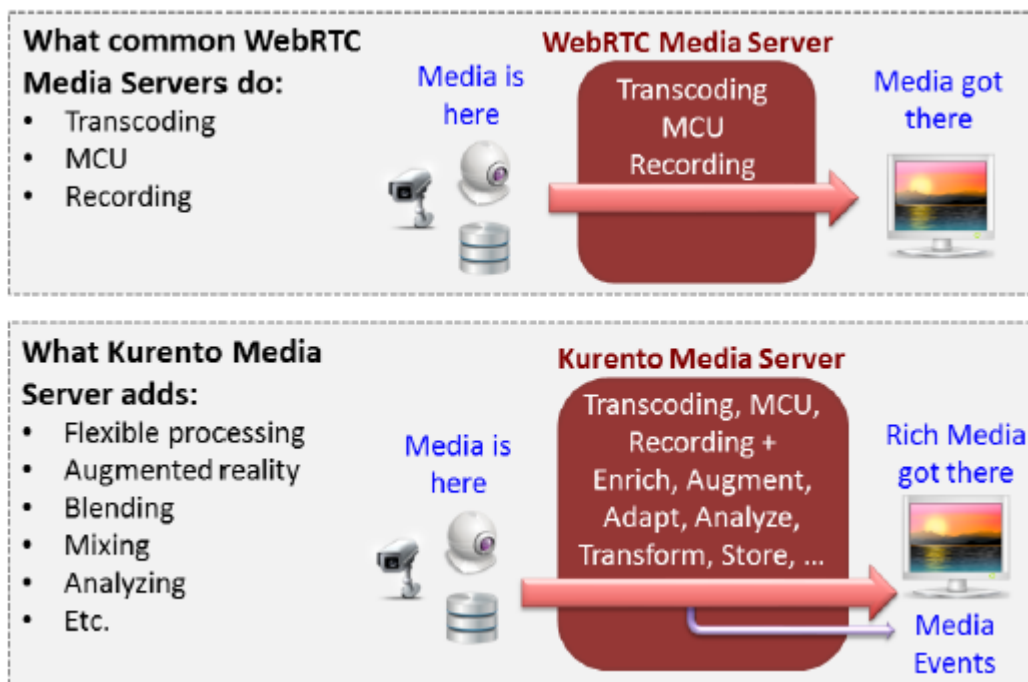 What common WebRTC
Media Servers do:
• Transcoding
• MCU
• Recording
WebRTC Media Server
Media is
here
Transcoding
MCU
Recording
Media got
there
What Kurento Media
Server adds:
• Flexible processing
• Augmented reality
• Blending
• Mixing
• Analyzing
• Etc.
Kurento Media Server
Media is
here
Transcoding, MCU,
Recording +
Enrich, Augment,
Adapt, Analyze,
Transform, Store, ...
Rich Media
got there
Media
Events